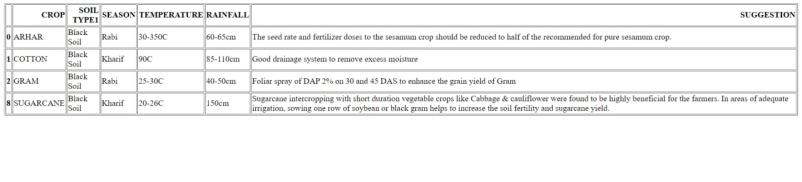 CROP SOIL TYPE1 SEASON TEMPERATURE RAINFALL SUGGESTION
0 ARHAR Black Soil Rabi 30-350C 60-65cm The seed rate and fertilizer doses to the sesamum crop should be reduced to half of the recommended for pure sesamum crop.
1 COTTON Black Soil Kharif 90C 85-110cm Good drainage system to remove excess moisture
2 GRAM Black Soil Rabi 25-30C 40-50cm Foliar spray of DAP 2% on 30 and 45 DAS to enhance the grain yield of Gram
8 SUGARCANE Black Soil Kharif 20-26C 150cm Sugarcane intercropping with short duration vegetable crops like Cabbage & cauliflower were found to be highly beneficial for the farmers. In areas of adequate
irrigation, sowing one row of soybean or black gram helps to increase the soil fertility and sugarcane yield.